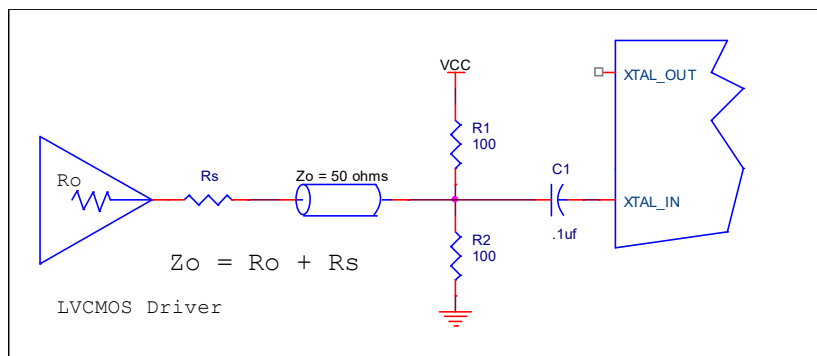 VCC
XTAL_OUT
R1
100
Ro
Rs
Zo = 50 ohms
C1
XTAL_IN
.1uf
R2
100
Zo = Ro + Rs
LVCMOS Driver